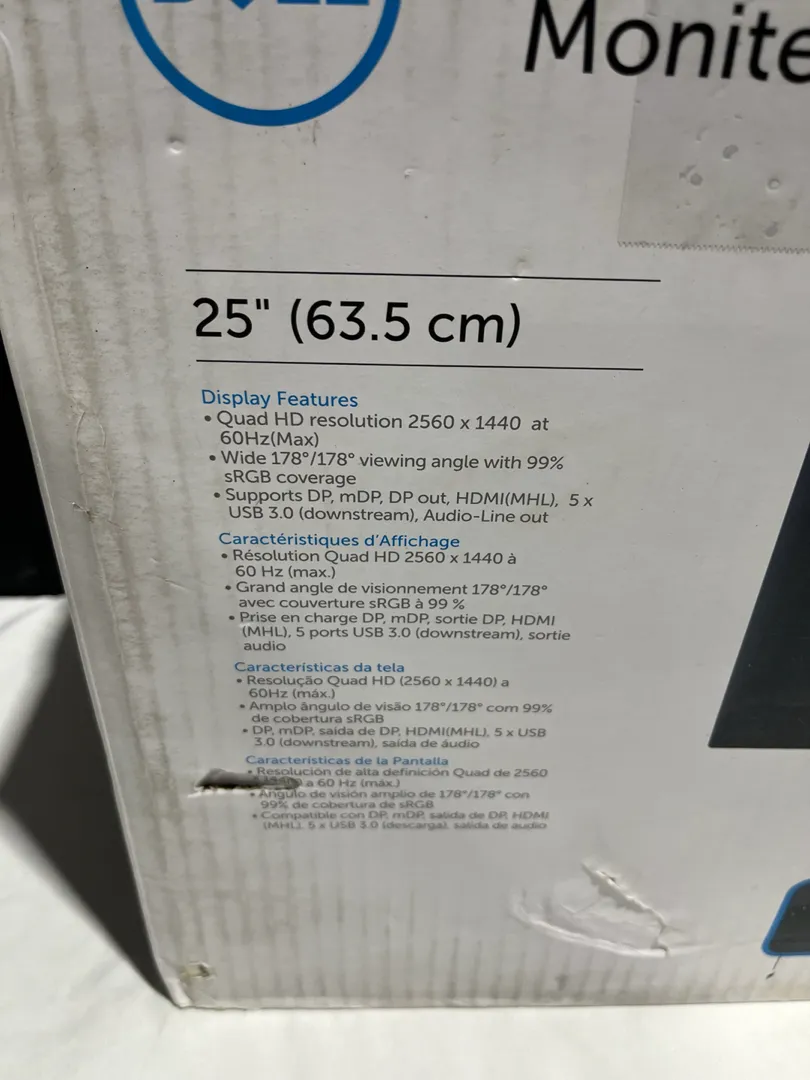 DELL
Monite
25" (63.5 cm)
Display Features
• Quad HD resolution 2560 x 1440 at
60Hz(Max)
• Wide 178°/178° viewing angle with 99%
sRGB coverage
• Supports DP, mDP, DP out, HDMI(MHL), 5 x
USB 3.0 (downstream), Audio-Line out
Caractéristiques d'Affichage
• Résolution Quad HD 2560 x 1440 à
60 Hz (max.)
• Grand angle de visionnement 178°/178°
avec couverture sRGB à 99 %
• Prise en charge DP, mDP, sortie DP, HDMI
(MHL), 5 ports USB 3.0 (downstream), sortie
audio
Características da tela
• Resolução Quad HD (2560 x 1440) a
60Hz (máx.)
• Amplo ângulo de visão 178°/178° com 99%
de cobertura sRGB
• DP, mDP, saída de DP, HDMI(MHL), 5 x USB
3.0 (downstream), saída de áudio
Características de la Pantalla
• Resolución de alta definición Quad de 2560
a 60 Hz (máx.)
• Ángulo de visión amplio de 178°/178° con
99% de cobertura de sRGB
• Compatible con DP, mDP, salida de DP, HDMI
(MHL), 5 x USB 3.0 (descarga), salida de audio